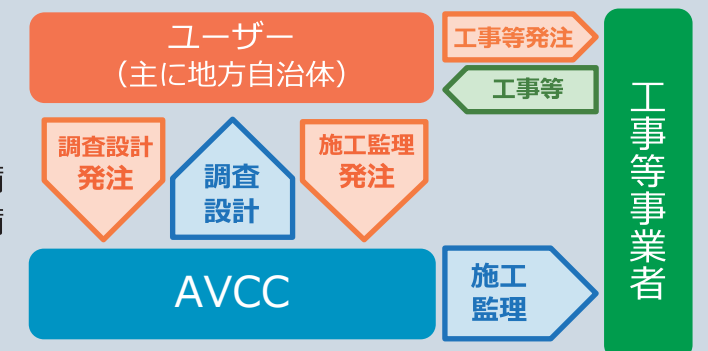 ユーザー
（主に地方自治体）
工事等発注
工事等
調査設計
発注
調査
設計
施工監理
発注
AVCC
施工
監理
工事等事業者